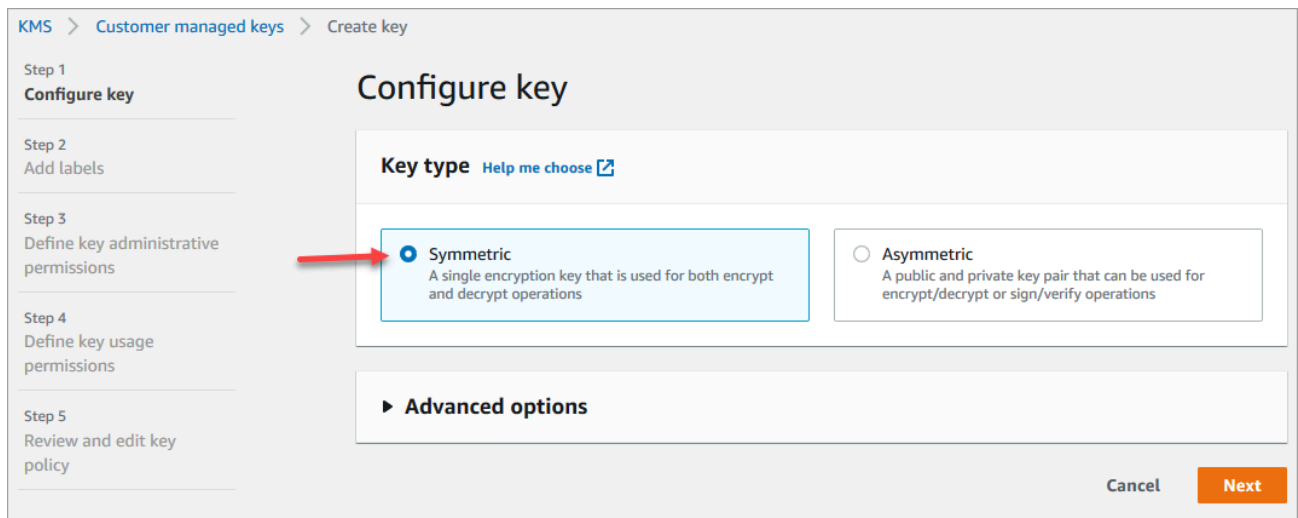 KMS > Customer managed keys > Create key
Step 1
Configure key
Step 2
Add labels
Step 3
Define key administrative
permissions
Step 4
Define key usage
permissions
Step 5
Review and edit key
policy
Configure key
Key type Help me choose
Symmetric
A single encryption key that is used for both encrypt
and decrypt operations
Asymmetric
A public and private key pair that can be used for
encrypt/decrypt or sign/verify operations
Advanced options
Cancel Next